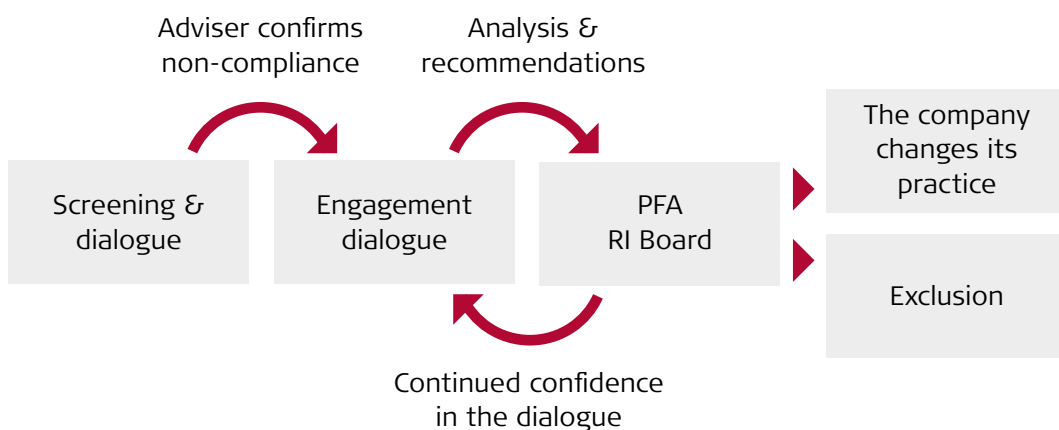 Adviser confirms
non-compliance
Analysis &
recommendations
Screening &
dialogue
Engagement
dialogue
PFA
RI Board
The company
changes its
practice
Exclusion
Continued confidence
in the dialogue